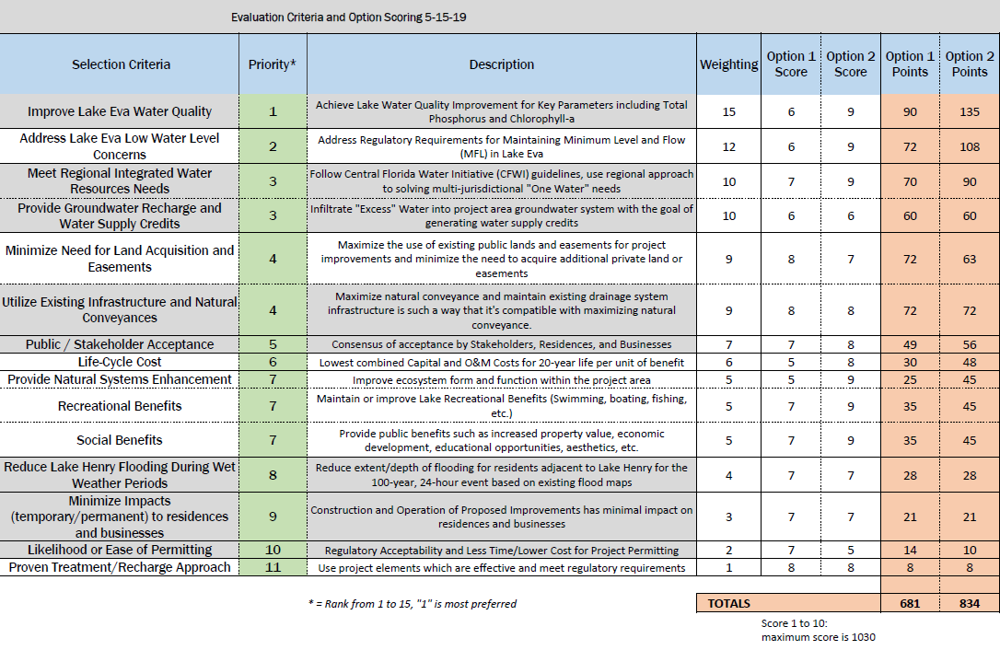 Evaluation Criteria and Option Scoring 5-15-19
Selection Criteria Priority* Description Weighting Option 1 Score Option 2 Score Option 1 Points Option 2 Points
Improve Lake Eva Water Quality 1 Achieve Lake Water Quality Improvement for Key Parameters including Total Phosphorus and Chlorophyll-a 15 6 9 90 135
Address Lake Eva Low Water Level Concerns 2 Address Regulatory Requirements for Maintaining Minimum Level and Flow (MFL) in Lake Eva 12 6 9 72 108
Meet Regional Integrated Water Resources Needs 3 Follow Central Florida Water Initiative (CFWI) guidelines, use regional approach to solving multi-jurisdictional "One Water" needs 10 7 9 70 90
Provide Groundwater Recharge and Water Supply Credits 3 Infiltrate "Excess" Water into project area groundwater system with the goal of generating water supply credits 10 6 6 60 60
Minimize Need for Land Acquisition and Easements 4 Maximize the use of existing public lands and easements for project improvements and minimize the need to acquire additional private land or easements 9 8 7 72 63
Utilize Existing Infrastructure and Natural Conveyances 4 Maximize natural conveyance and maintain existing drainage system infrastructure is such a way that it's compatible with maximizing natural conveyance. 9 8 8 72 72
Public / Stakeholder Acceptance 5 Consensus of acceptance by Stakeholders, Residences, and Businesses 7 7 8 49 56
Life-Cycle Cost 6 Lowest combined Capital and O&M Costs for 20-year life per unit of benefit 6 5 8 30 48
Provide Natural Systems Enhancement 7 Improve ecosystem form and function within the project area 5 5 9 25 45
Recreational Benefits 7 Maintain or improve Lake Recreational Benefits (Swimming, boating, fishing, etc.) 5 7 9 35 45
Social Benefits 7 Provide public benefits such as increased property value, economic development, educational opportunities, aesthetics, etc. 5 7 9 35 45
Reduce Lake Henry Flooding During Wet Weather Periods 8 Reduce extent/depth of flooding for residents adjacent to Lake Henry for the 100-year, 24-hour event based on existing flood maps 4 7 7 28 28
Minimize Impacts (temporary/permanent) to residences and businesses 9 Construction and Operation of Proposed Improvements has minimal impact on residences and businesses 3 7 7 21 21
Likelihood or Ease of Permitting 10 Regulatory Acceptability and Less Time/Lower Cost for Project Permitting 2 7 5 14 10
Proven Treatment/Recharge Approach 11 Use project elements which are effective and meet regulatory requirements 1 8 8 8 8
* = Rank from 1 to 15, "1" is most preferred TOTALS 681 834
Score 1 to 10:
maximum score is 1030